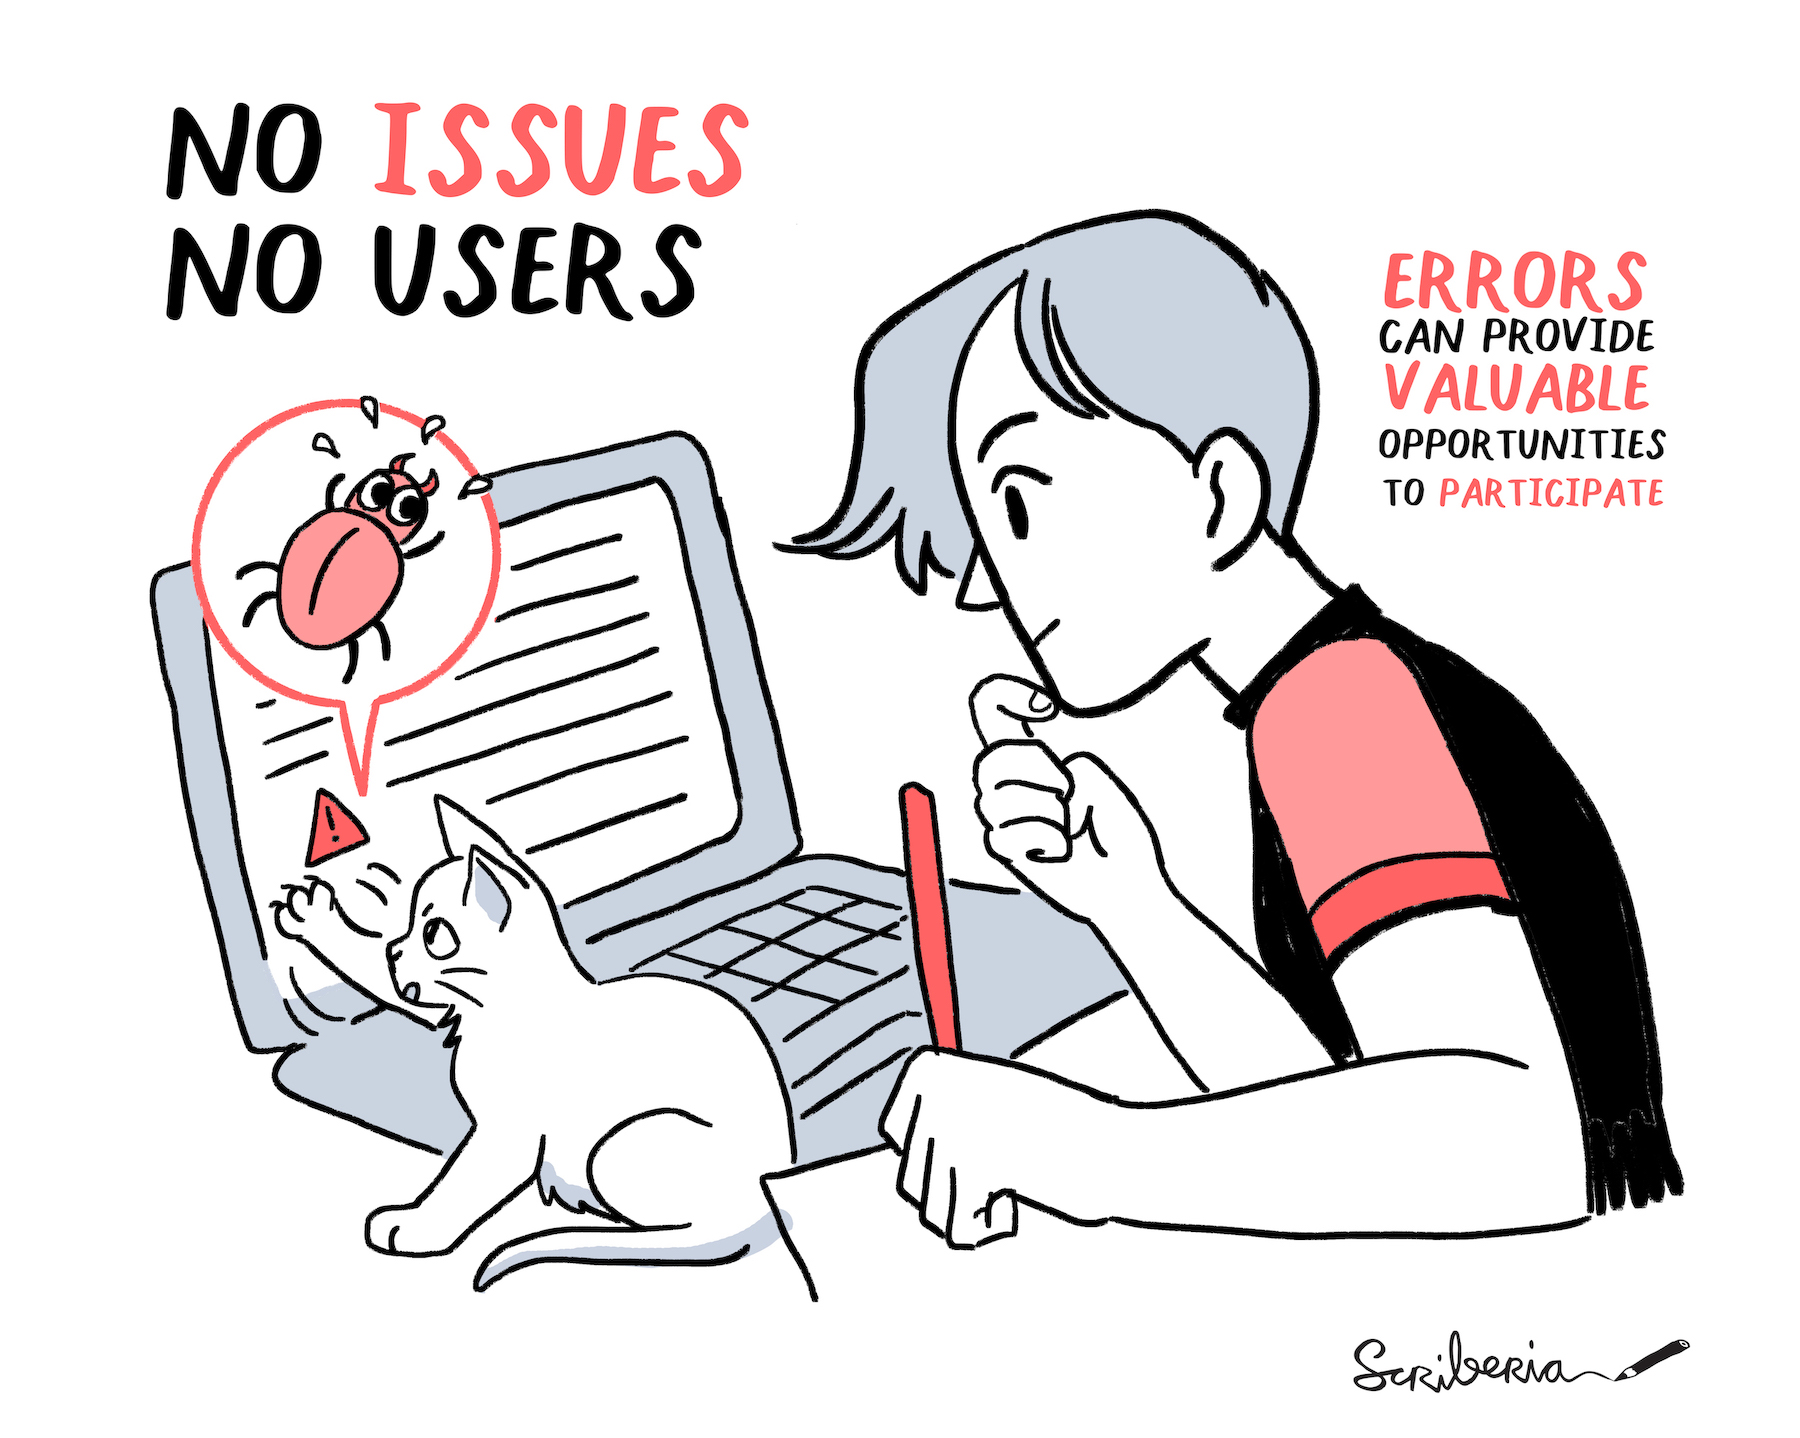 NO ISSUES
NO USERS
ERRORS
CAN PROVIDE
VALUABLE
OPPORTUNITIES
TO PARTICIPATE
!
Scriberia